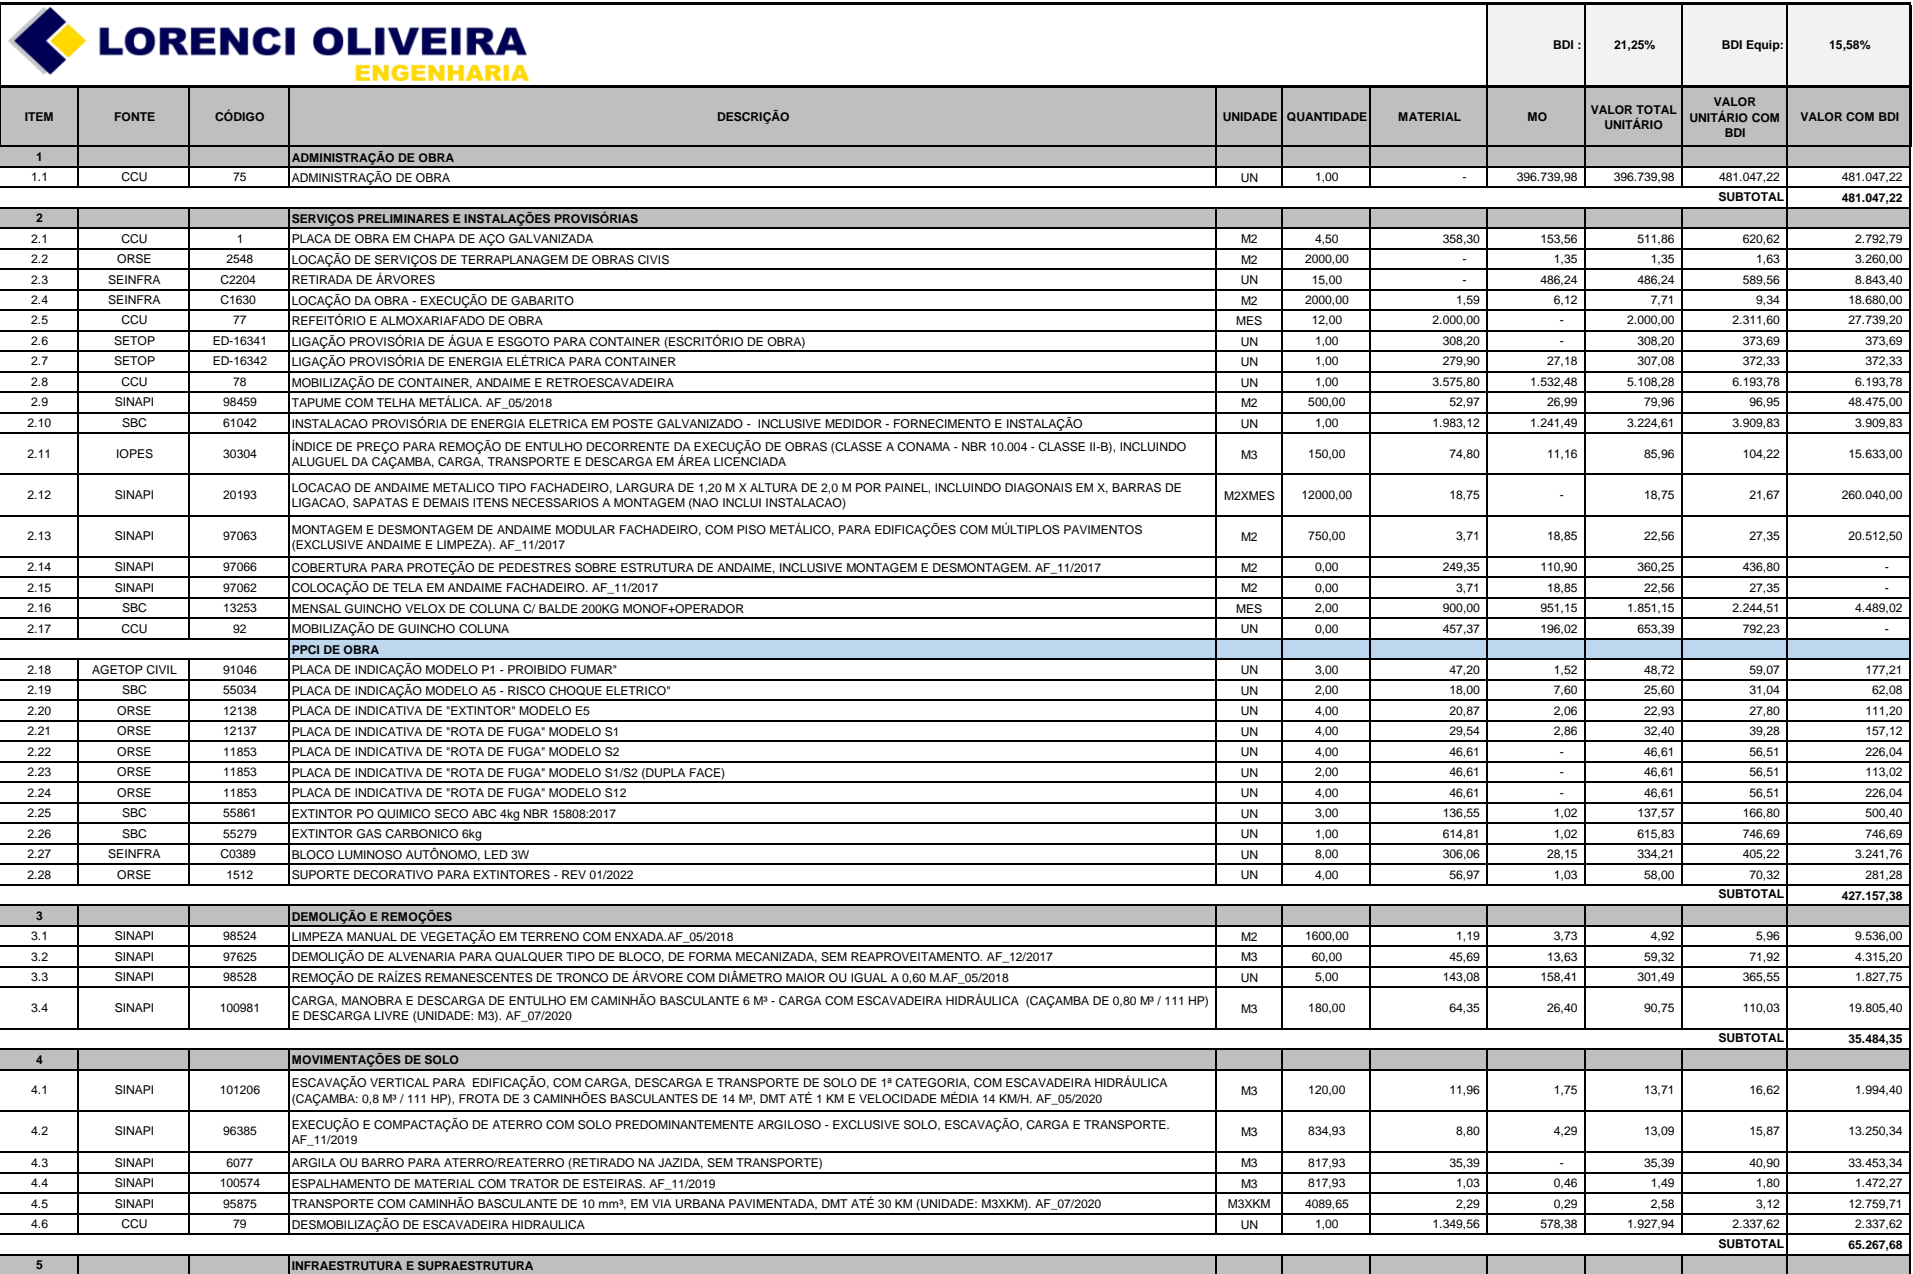 LORENCI OLIVEIRA
ENGENHARIA
BDI : 21,25% BDI Equip: 15,58%
ITEM FONTE CÓDIGO DESCRIÇÃO UNIDADE QUANTIDADE MATERIAL MO VALOR TOTAL UNITÁRIO VALOR UNITÁRIO COM BDI VALOR COM BDI
1 ADMINISTRAÇÃO DE OBRA
1.1 CCU 75 ADMINISTRAÇÃO DE OBRA UN 1,00 - 396.739,98 396.739,98 481.047,22 481.047,22
SUBTOTAL 481.047,22
2 SERVIÇOS PRELIMINARES E INSTALAÇÕES PROVISÓRIAS
2.1 CCU 1 PLACA DE OBRA EM CHAPA DE AÇO GALVANIZADA M2 4,50 358,30 153,56 511,86 620,62 2.792,79
2.2 ORSE 2548 LOCAÇÃO DE SERVIÇOS DE TERRAPLANAGEM DE OBRAS CIVIS M2 2000,00 - 1,35 1,35 1,63 3.260,00
2.3 SEINFRA C2204 RETIRADA DE ÁRVORES UN 15,00 - 486,24 486,24 589,56 8.843,40
2.4 SEINFRA C1630 LOCAÇÃO DA OBRA - EXECUÇÃO DE GABARITO M2 2000,00 1,59 6,12 7,71 9,34 18.680,00
2.5 CCU 77 REFEITÓRIO E ALMOXARIAFADO DE OBRA MES 12,00 2.000,00 - 2.000,00 2.311,60 27.739,20
2.6 SETOP ED-16341 LIGAÇÃO PROVISÓRIA DE ÁGUA E ESGOTO PARA CONTAINER (ESCRITÓRIO DE OBRA) UN 1,00 308,20 - 308,20 373,69 373,69
2.7 SETOP ED-16342 LIGAÇÃO PROVISÓRIA DE ENERGIA ELÉTRICA PARA CONTAINER UN 1,00 279,90 27,18 307,08 372,33 372,33
2.8 CCU 78 MOBILIZAÇÃO DE CONTAINER, ANDAIME E RETROESCAVADEIRA UN 1,00 3.575,80 1.532,48 5.108,28 6.193,78 6.193,78
2.9 SINAPI 98459 TAPUME COM TELHA METÁLICA. AF_05/2018 M2 500,00 52,97 26,99 79,96 96,95 48.475,00
2.10 SBC 61042 INSTALACAO PROVISÓRIA DE ENERGIA ELETRICA EM POSTE GALVANIZADO - INCLUSIVE MEDIDOR - FORNECIMENTO E INSTALAÇÃO UN 1,00 1.983,12 1.241,49 3.224,61 3.909,83 3.909,83
2.11 IOPES 30304 ÍNDICE DE PREÇO PARA REMOÇÃO DE ENTULHO DECORRENTE DA EXECUÇÃO DE OBRAS (CLASSE A CONAMA - NBR 10.004 - CLASSE II-B), INCLUINDO
ALUGUEL DA CAÇAMBA, CARGA, TRANSPORTE E DESCARGA EM ÁREA LICENCIADA M3 150,00 74,80 11,16 85,96 104,22 15.633,00
2.12 SINAPI 20193 LOCACAO DE ANDAIME METALICO TIPO FACHADEIRO, LARGURA DE 1,20 M X ALTURA DE 2,0 M POR PAINEL, INCLUINDO DIAGONAIS EM X, BARRAS DE
LIGACAO, SAPATAS E DEMAIS ITENS NECESSARIOS A MONTAGEM (NAO INCLUI INSTALACAO) M2XMES 12000,00 18,75 - 18,75 21,67 260.040,00
2.13 SINAPI 97063 MONTAGEM E DESMONTAGEM DE ANDAIME MODULAR FACHADEIRO, COM PISO METÁLICO, PARA EDIFICAÇÕES COM MÚLTIPLOS PAVIMENTOS
(EXCLUSIVE ANDAIME E LIMPEZA). AF_11/2017 M2 750,00 3,71 18,85 22,56 27,35 20.512,50
2.14 SINAPI 97066 COBERTURA PARA PROTEÇÃO DE PEDESTRES SOBRE ESTRUTURA DE ANDAIME, INCLUSIVE MONTAGEM E DESMONTAGEM. AF_11/2017 M2 0,00 249,35 110,90 360,25 436,80 -
2.15 SINAPI 97062 COLOCAÇÃO DE TELA EM ANDAIME FACHADEIRO. AF_11/2017 M2 0,00 3,71 18,85 22,56 27,35 -
2.16 SBC 13253 MENSAL GUINCHO VELOX DE COLUNA C/ BALDE 200KG MONOF+OPERADOR MES 2,00 900,00 951,15 1.851,15 2.244,51 4.489,02
2.17 CCU 92 MOBILIZAÇÃO DE GUINCHO COLUNA UN 0,00 457,37 196,02 653,39 792,23 -
PPCI DE OBRA
2.18 AGETOP CIVIL 91046 PLACA DE INDICAÇÃO MODELO P1 - PROIBIDO FUMAR" UN 3,00 47,20 1,52 48,72 59,07 177,21
2.19 SBC 55034 PLACA DE INDICAÇÃO MODELO A5 - RISCO CHOQUE ELETRICO" UN 2,00 18,00 7,60 25,60 31,04 62,08
2.20 ORSE 12138 PLACA DE INDICATIVA DE "EXTINTOR" MODELO E5 UN 4,00 20,87 2,06 22,93 27,80 111,20
2.21 ORSE 12137 PLACA DE INDICATIVA DE "ROTA DE FUGA" MODELO S1 UN 4,00 29,54 2,86 32,40 39,28 157,12
2.22 ORSE 11853 PLACA DE INDICATIVA DE "ROTA DE FUGA" MODELO S2 UN 4,00 46,61 - 46,61 56,51 226,04
2.23 ORSE 11853 PLACA DE INDICATIVA DE "ROTA DE FUGA" MODELO S1/S2 (DUPLA FACE) UN 2,00 46,61 - 46,61 56,51 113,02
2.24 ORSE 11853 PLACA DE INDICATIVA DE "ROTA DE FUGA" MODELO S12 UN 4,00 46,61 - 46,61 56,51 226,04
2.25 SBC 55861 EXTINTOR PO QUIMICO SECO ABC 4kg NBR 15808:2017 UN 3,00 136,55 1,02 137,57 166,80 500,40
2.26 SBC 55279 EXTINTOR GAS CARBONICO 6kg UN 1,00 614,81 1,02 615,83 746,69 746,69
2.27 SEINFRA C0389 BLOCO LUMINOSO AUTÔNOMO, LED 3W UN 8,00 306,06 28,15 334,21 405,22 3.241,76
2.28 ORSE 1512 SUPORTE DECORATIVO PARA EXTINTORES - REV 01/2022 UN 4,00 56,97 1,03 58,00 70,32 281,28
SUBTOTAL 427.157,38
3 DEMOLIÇÃO E REMOÇÕES
3.1 SINAPI 98524 LIMPEZA MANUAL DE VEGETAÇÃO EM TERRENO COM ENXADA.AF_05/2018 M2 1600,00 1,19 3,73 4,92 5,96 9.536,00
3.2 SINAPI 97625 DEMOLIÇÃO DE ALVENARIA PARA QUALQUER TIPO DE BLOCO, DE FORMA MECANIZADA, SEM REAPROVEITAMENTO. AF_12/2017 M3 60,00 45,69 13,63 59,32 71,92 4.315,20
3.3 SINAPI 98528 REMOÇÃO DE RAÍZES REMANESCENTES DE TRONCO DE ÁRVORE COM DIÂMETRO MAIOR OU IGUAL A 0,60 M.AF_05/2018 UN 5,00 143,08 158,41 301,49 365,55 1.827,75
3.4 SINAPI 100981 CARGA, MANOBRA E DESCARGA DE ENTULHO EM CAMINHÃO BASCULANTE 6 M³ - CARGA COM ESCAVADEIRA HIDRÁULICA (CAÇAMBA DE 0,80 M³ / 111 HP)
E DESCARGA LIVRE (UNIDADE: M3). AF_07/2020 M3 180,00 64,35 26,40 90,75 110,03 19.805,40
SUBTOTAL 35.484,35
4 MOVIMENTAÇÕES DE SOLO
4.1 SINAPI 101206 ESCAVAÇÃO VERTICAL PARA EDIFICAÇÃO, COM CARGA, DESCARGA E TRANSPORTE DE SOLO DE 1ª CATEGORIA, COM ESCAVADEIRA HIDRÁULICA
(CAÇAMBA: 0,8 M³ / 111 HP), FROTA DE 3 CAMINHÕES BASCULANTES DE 14 M³, DMT ATÉ 1 KM E VELOCIDADE MÉDIA 14 KM/H. AF_05/2020 M3 120,00 11,96 1,75 13,71 16,62 1.994,40
4.2 SINAPI 96385 EXECUÇÃO E COMPACTAÇÃO DE ATERRO COM SOLO PREDOMINANTEMENTE ARGILOSO - EXCLUSIVE SOLO, ESCAVAÇÃO, CARGA E TRANSPORTE.
AF_11/2019 M3 834,93 8,80 4,29 13,09 15,87 13.250,34
4.3 SINAPI 6077 ARGILA OU BARRO PARA ATERRO/REATERRO (RETIRADO NA JAZIDA, SEM TRANSPORTE) M3 817,93 35,39 - 35,39 40,90 33.453,34
4.4 SINAPI 100574 ESPALHAMENTO DE MATERIAL COM TRATOR DE ESTEIRAS. AF_11/2019 M3 817,93 1,03 0,46 1,49 1,80 1.472,27
4.5 SINAPI 95875 TRANSPORTE COM CAMINHÃO BASCULANTE DE 10 mm³, EM VIA URBANA PAVIMENTADA, DMT ATÉ 30 KM (UNIDADE: M3XKM). AF_07/2020 M3XKM 4089,65 2,29 0,29 2,58 3,12 12.759,71
4.6 CCU 79 DESMOBILIZAÇÃO DE ESCAVADEIRA HIDRAULICA UN 1,00 1.349,56 578,38 1.927,94 2.337,62 2.337,62
SUBTOTAL 65.267,68
5 INFRAESTRUTURA E SUPRAESTRUTURA